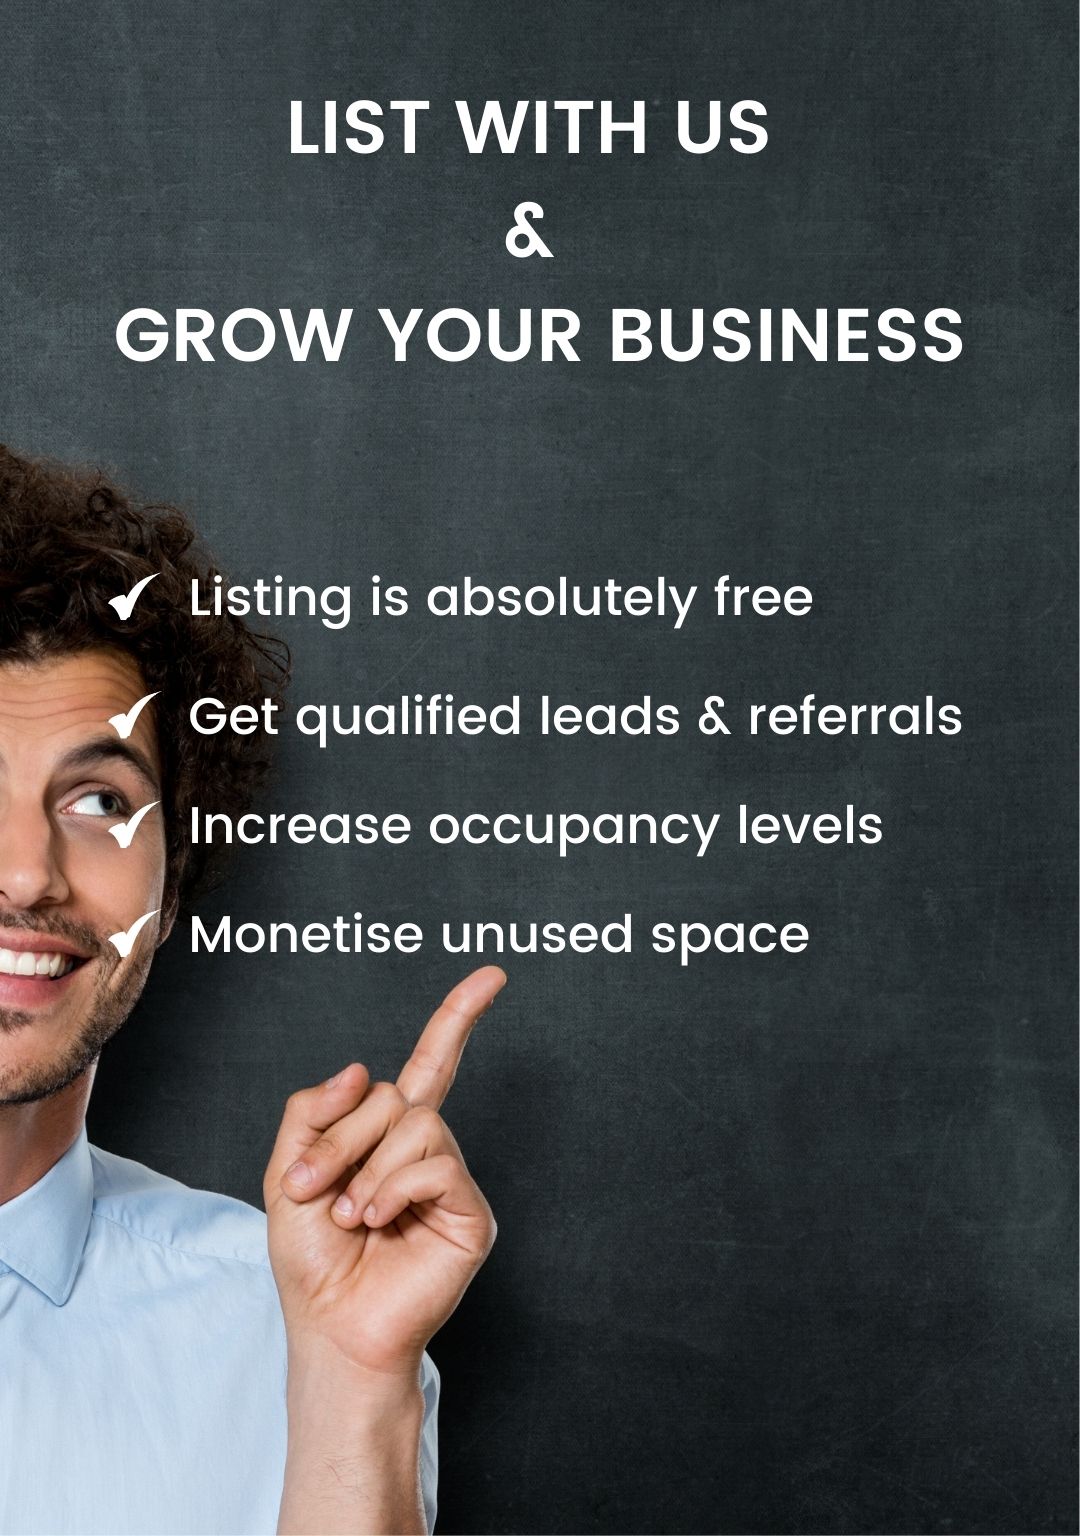 LIST WITH US
&
GROW YOUR BUSINESS
Listing is absolutely free
Get qualified leads & referrals
Increase occupancy levels
Monetise unused space